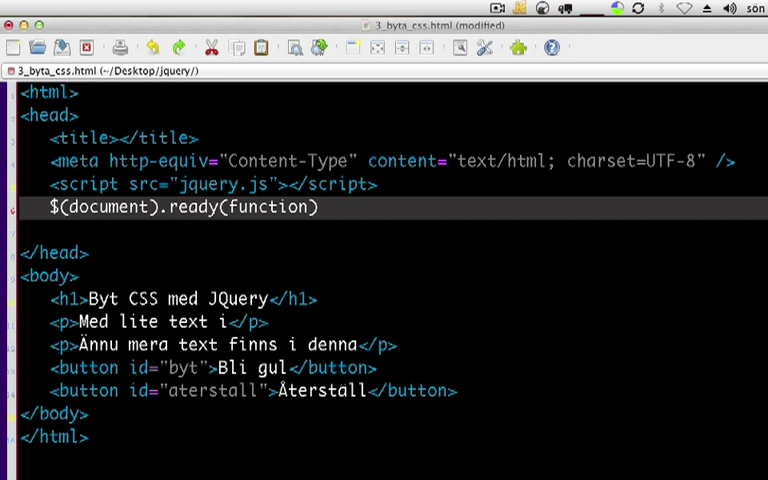 sön
3_byta_css.html (modified)
3_byta_css.html (~/Desktop/jquery/)
<html>
<head>
<title></title>
<meta http-equiv="Content-Type" content="text/html; charset=UTF-8" />
<script src="jquery.js"></script>
$(document).ready(function)
</head>
<body>
<h1>Byt CSS med JQuery</h1>
<p>Med lite text i</p>
<p>Ännu mera text finns i denna</p>
<button id="byt">Bli gul</button>
<button id="aterstall">Återställ</button>
</body>
</html>